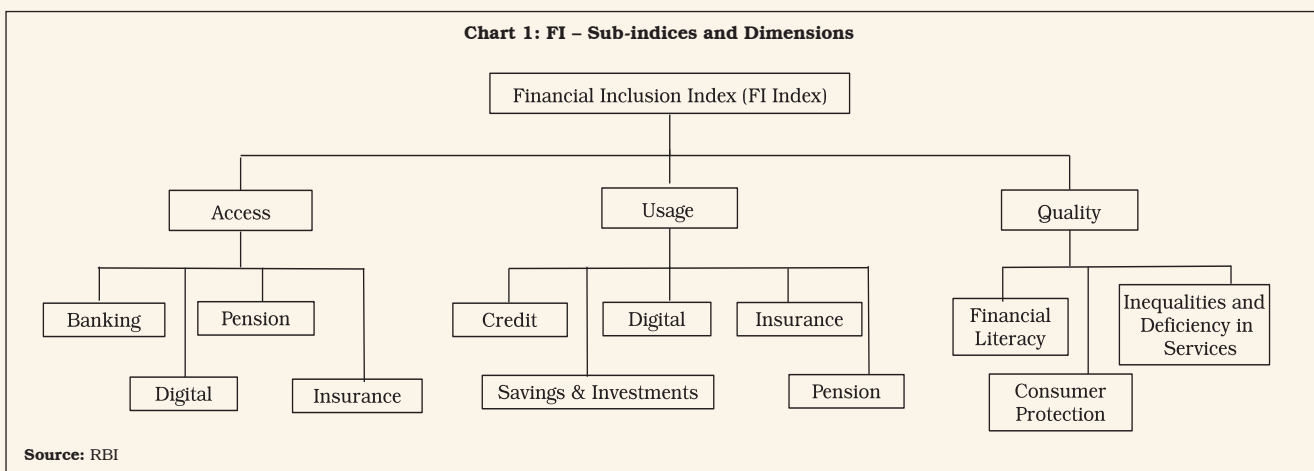 Chart 1: FI – Sub-indices and Dimensions
Financial Inclusion Index (FI Index)
Access
Usage
Quality
Banking
Pension
Digital
Insurance
Credit
Digital
Insurance
Savings & Investments
Pension
Financial
Literacy
Inequalities and
Deficiency in
Services
Consumer
Protection
Source: RBI